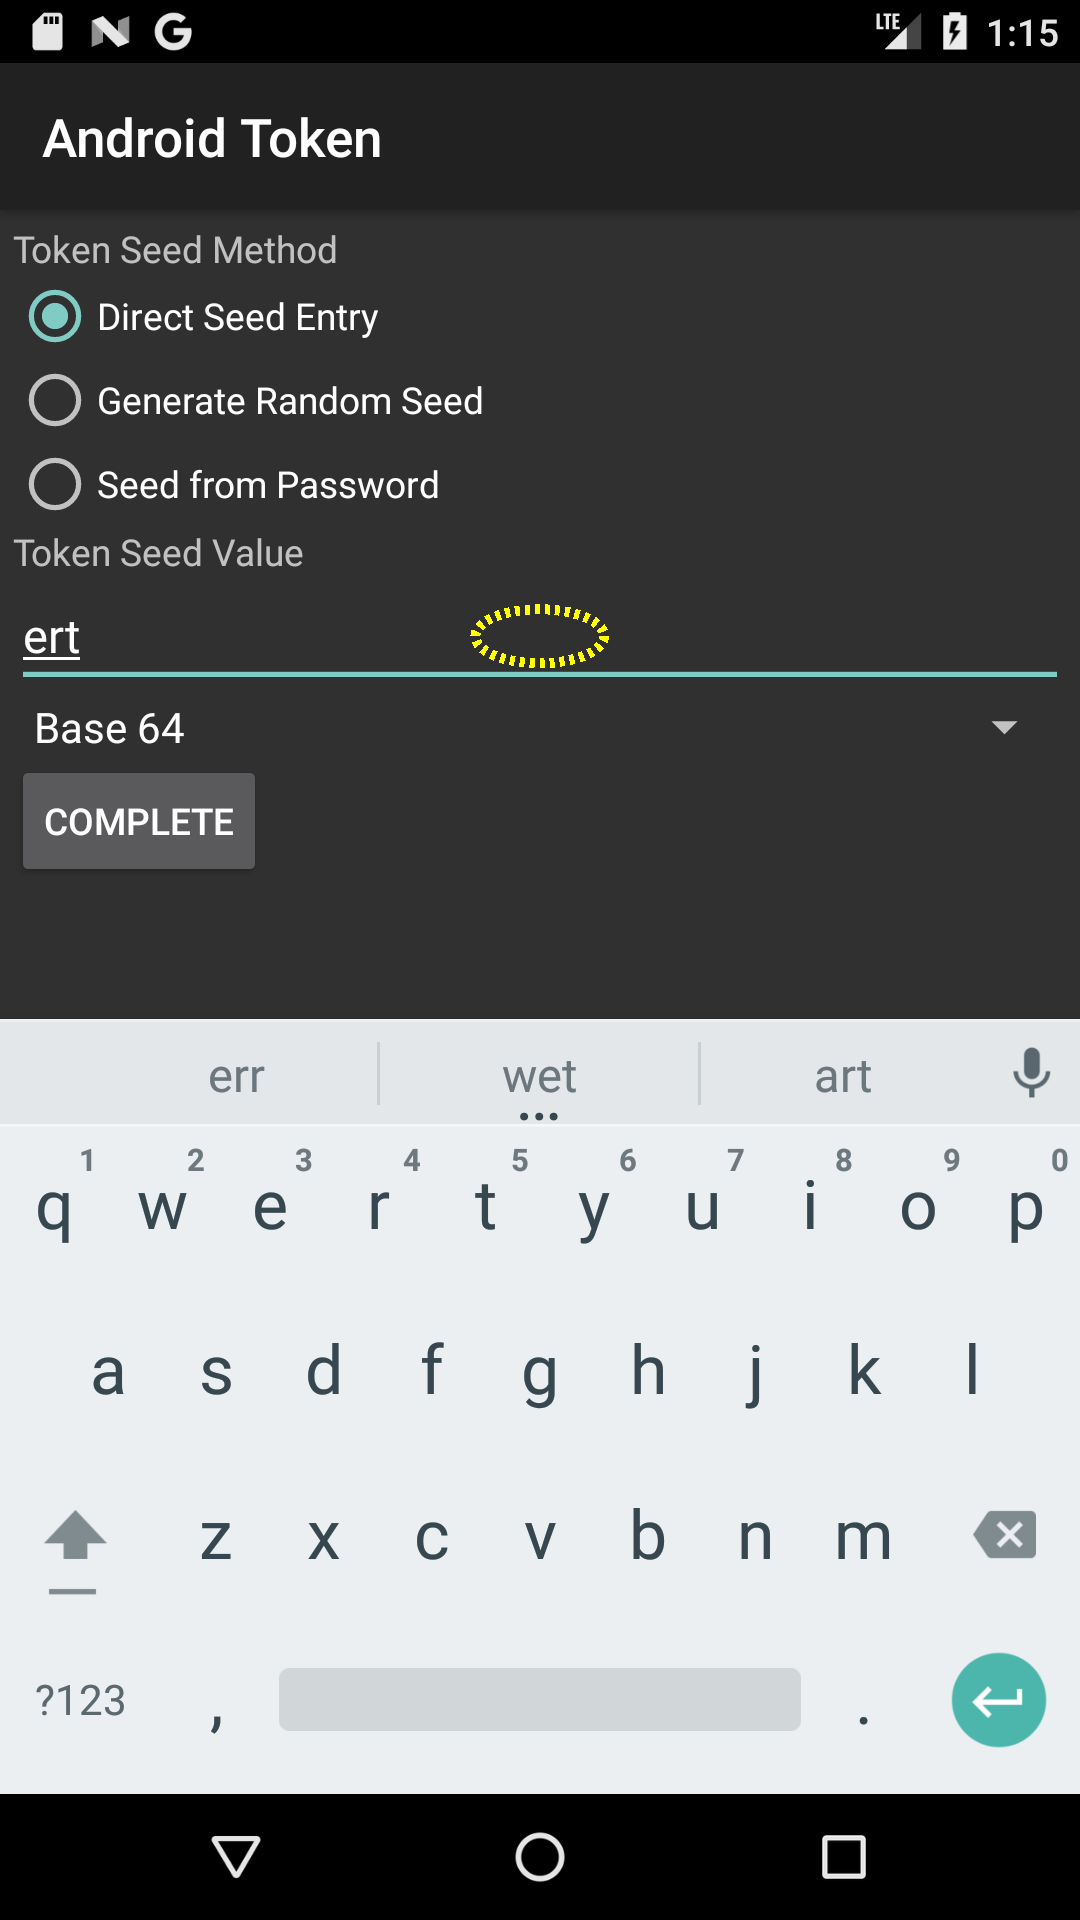 LTE 1:15
Android Token
Token Seed Method
Direct Seed Entry
Generate Random Seed
Seed from Password
Token Seed Value
ert
Base 64
COMPLETE
err wet art
1 2 3 4 5 6 7 8 9 0
q w e r t y u i o p
a s d f g h j k l
z x c v b n m
?123 , .